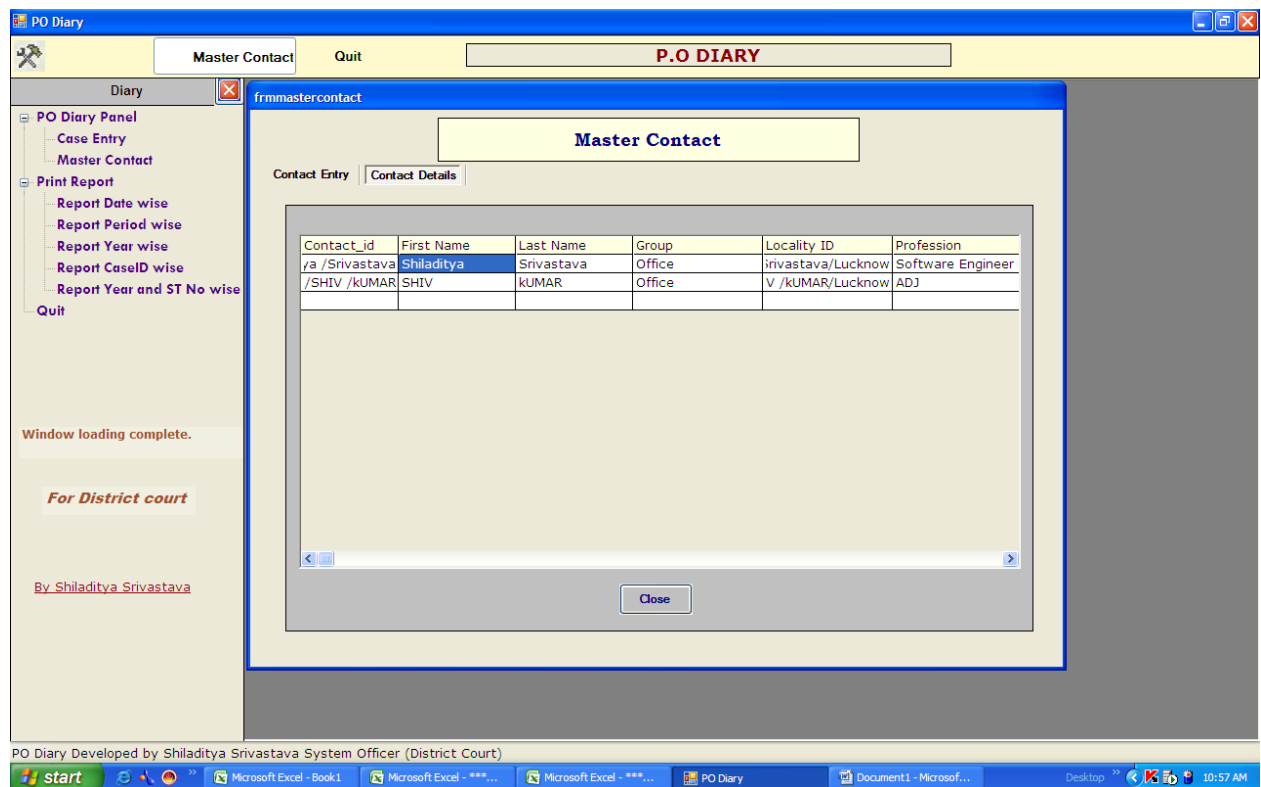 PO Diary
Master Contact Quit P.O DIARY
Diary
PO Diary Panel
Case Entry
Master Contact
Print Report
Report Date wise
Report Period wise
Report Year wise
Report CaseID wise
Report Year and ST No wise
Quit
Window loading complete.
For District court
By Shiladitya Srivastava
frmmastercontact
Master Contact
Contact Entry Contact Details
Contact_id First Name Last Name Group Locality ID Profession
ya /Srivastava Shiladitya Srivastava Office Srivastava/Lucknow Software Engineer
/SHIV /kUMAR SHIV kUMAR Office V /kUMAR/Lucknow ADJ
Close
PO Diary Developed by Shiladitya Srivastava System Officer (District Court)
start Microsoft Excel - Book1 Microsoft Excel - ***... Microsoft Excel - ***... PO Diary Document1 - Microsof... Desktop 10:57 AM